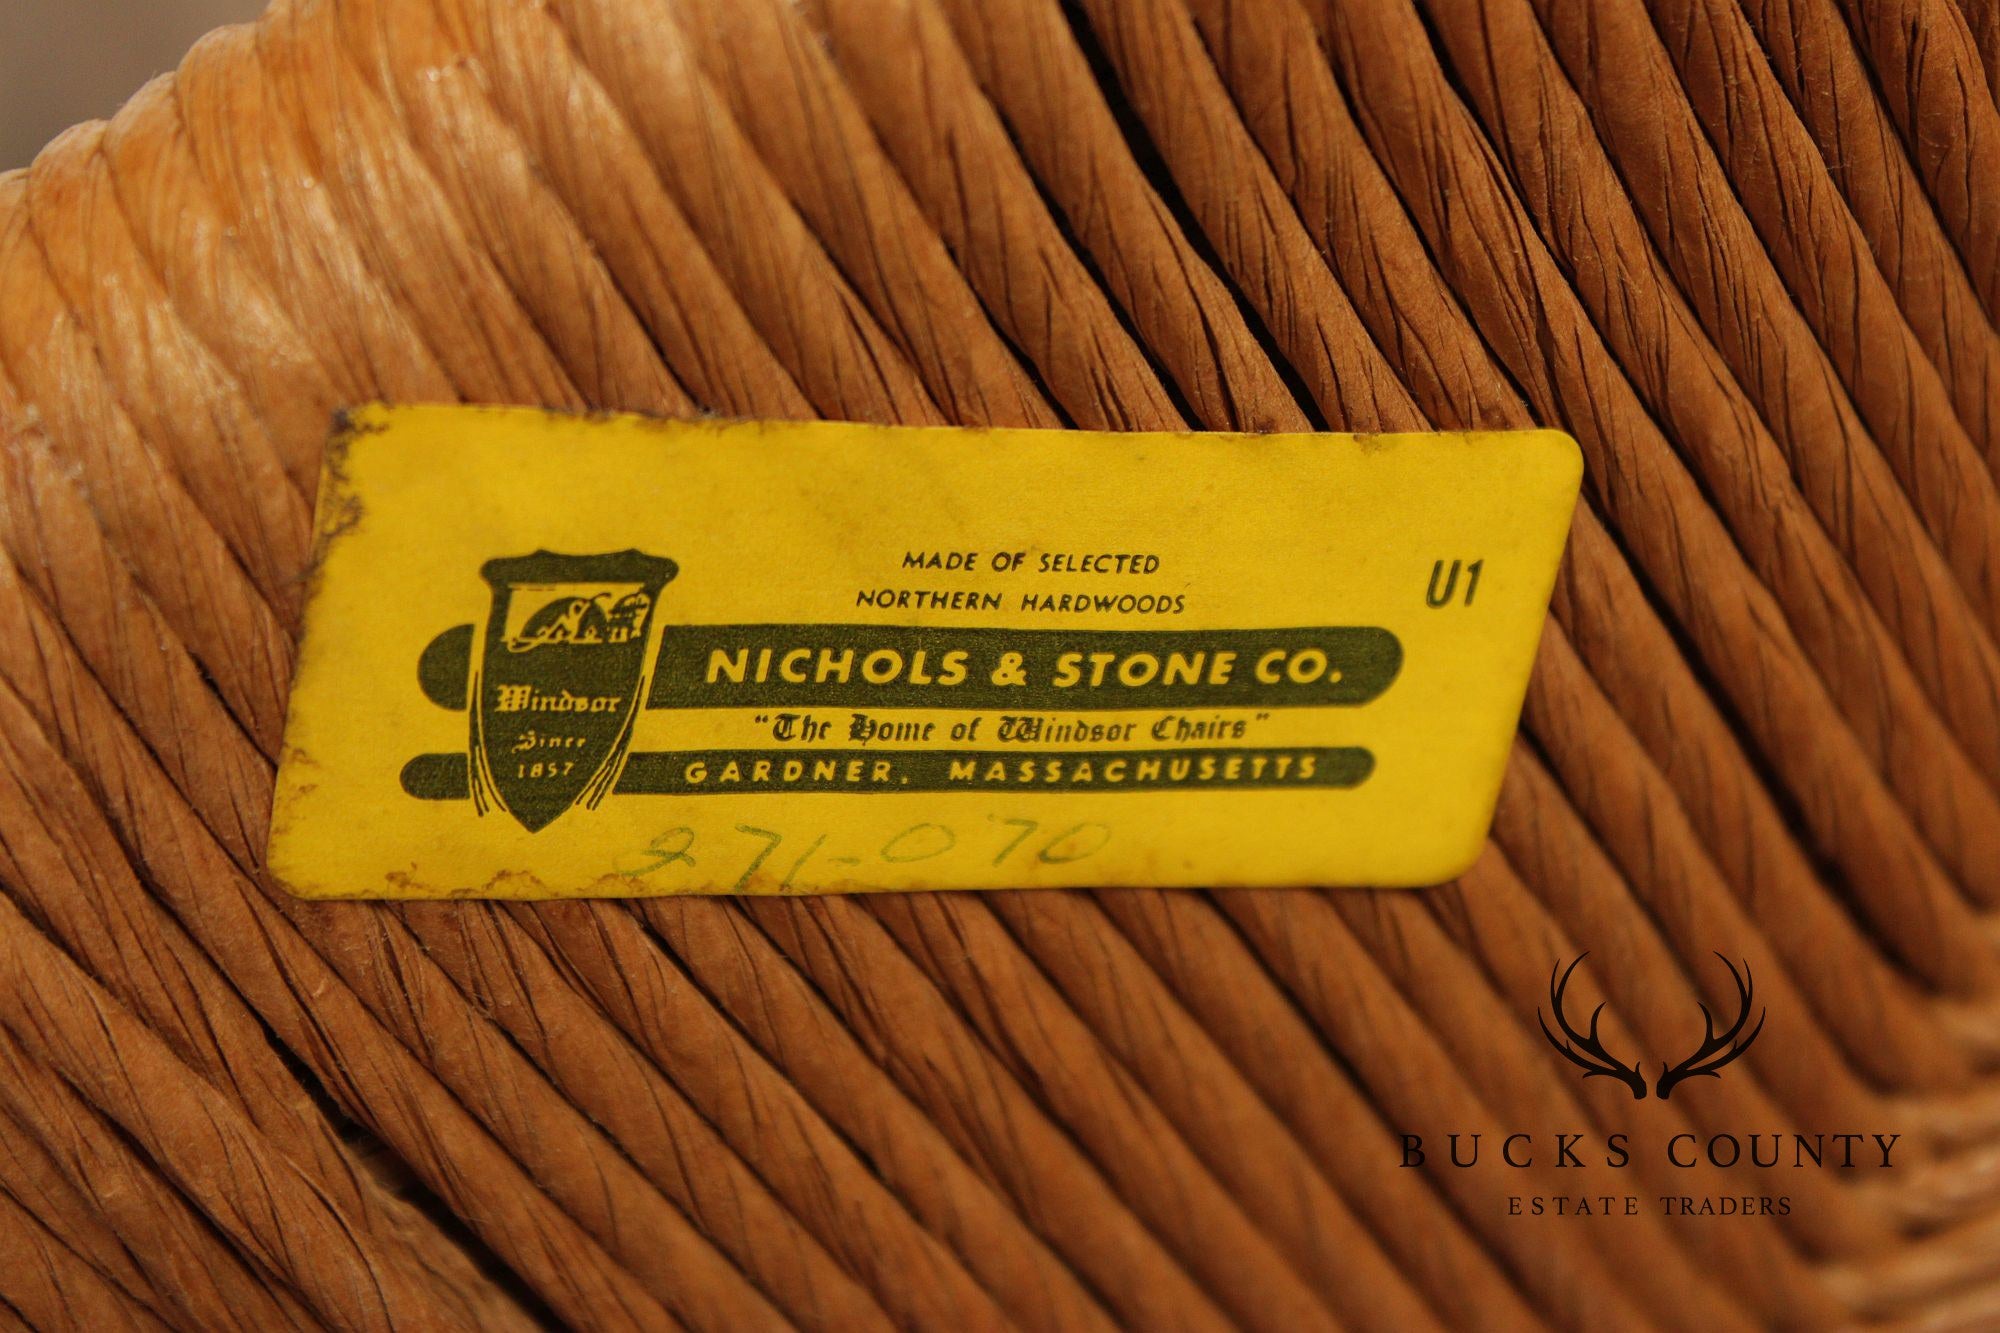 MADE OF SELECTED
NORTHERN HARDWOODS
U1
NICHOLS & STONE CO.
"The Home of Windsor Chairs"
GARDNER, MASSACHUSETTS
Windsor
Since
1857
271-070
BUCKS COUNTY
ESTATE TRADERS